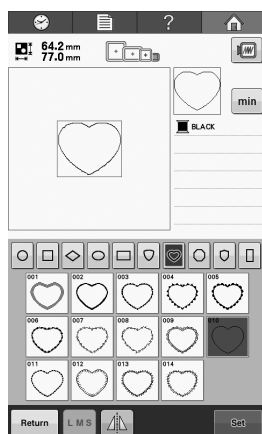 ?
64.2 mm
77.0 mm
min
BLACK
001 002 003 004 005
006 007 008 009 010
011 012 013 014
Return L M S Set